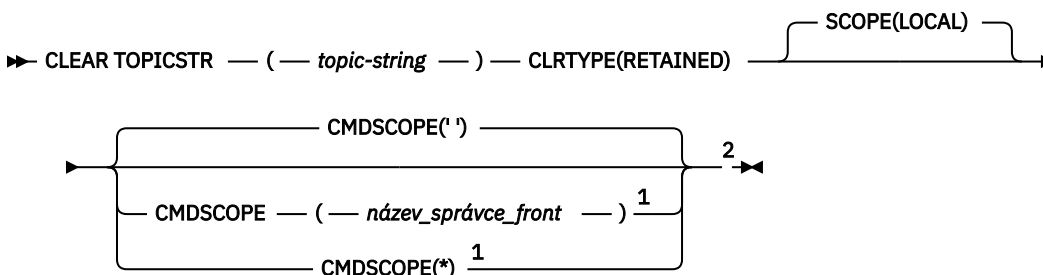 SCOPE(LOCAL)
CLEAR TOPICSTR ( topic-string ) CLRTYPE(RETAINED)
CMDSCOPE(' ')
2
CMDSCOPE ( název_správce_front ) 1
CMDSCOPE(*) 1